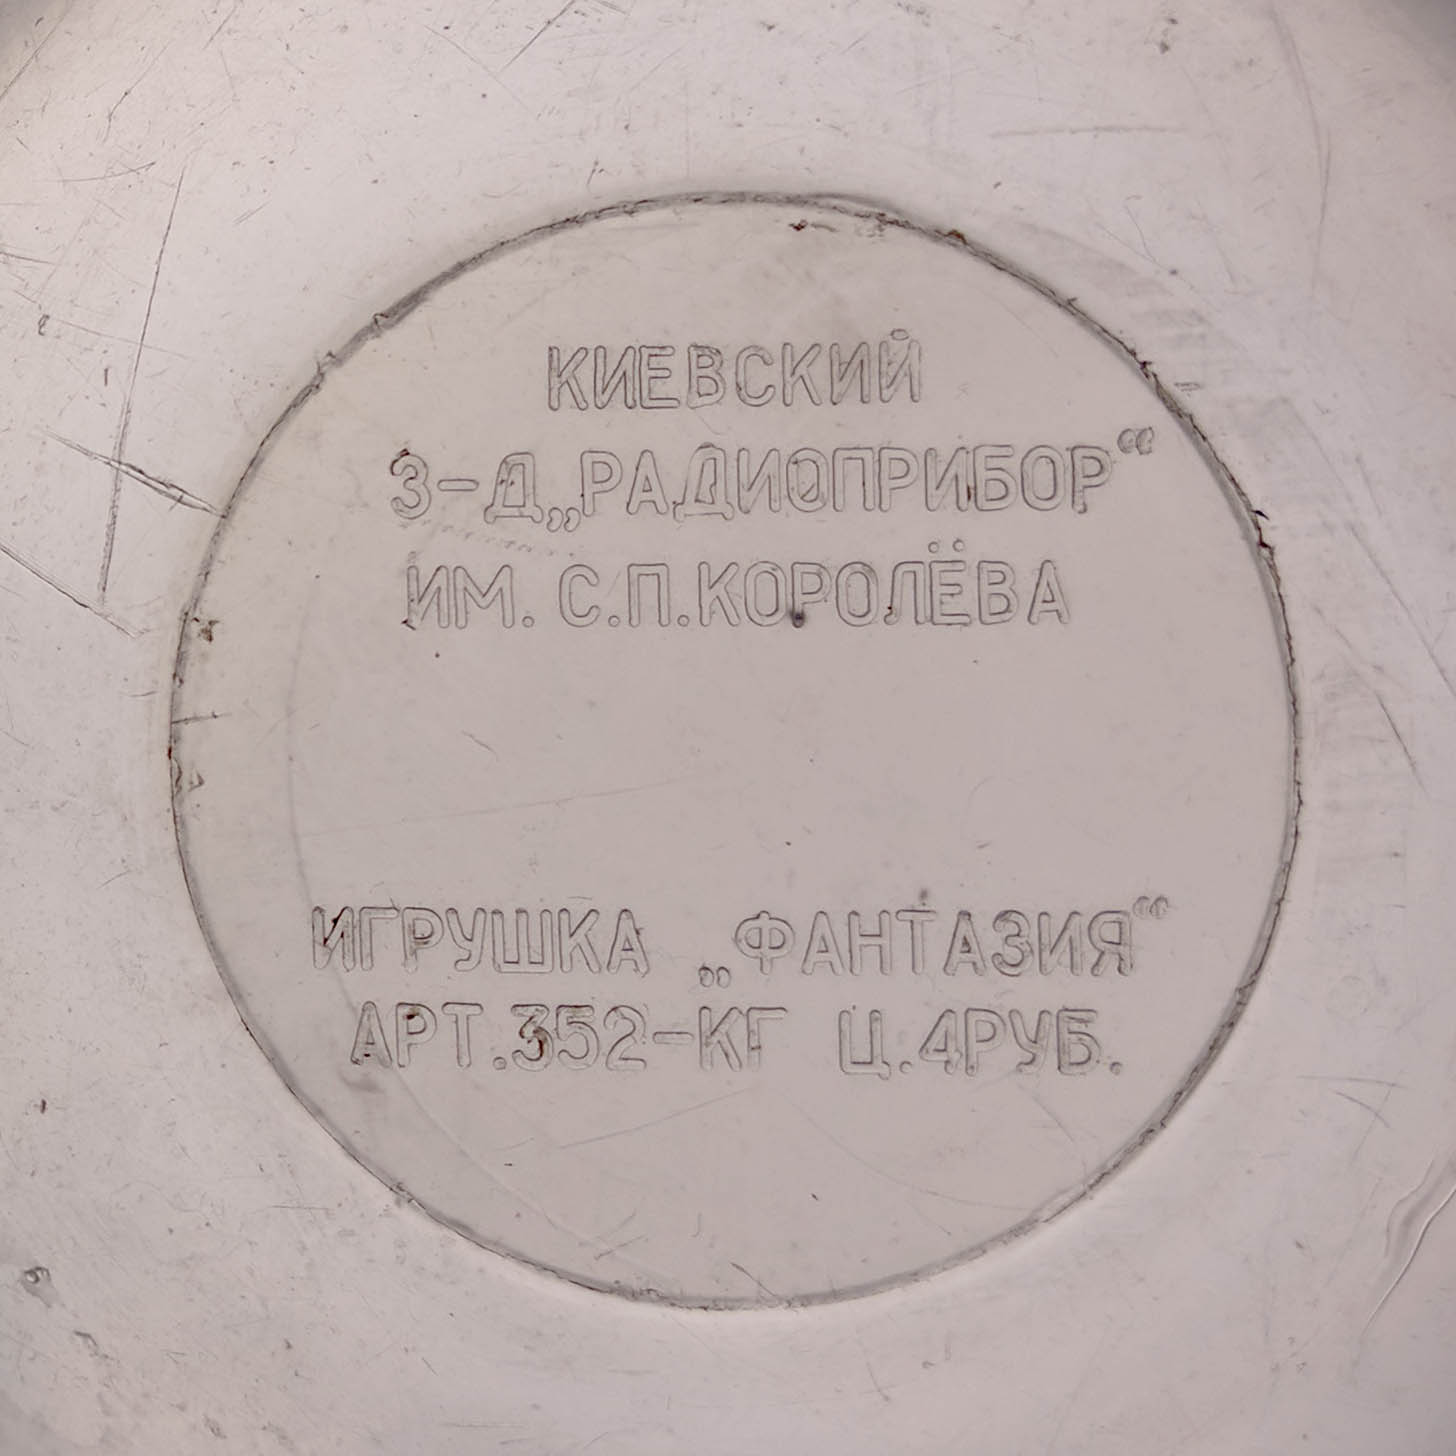 КИЕВСКИЙ
З-Д„РАДИОПРИБОР“
ИМ. С.П.КОРОЛЁВА
ИГРУШКА „ФАНТАЗИЯ“
АРТ.352-КГ Ц.4РУБ.